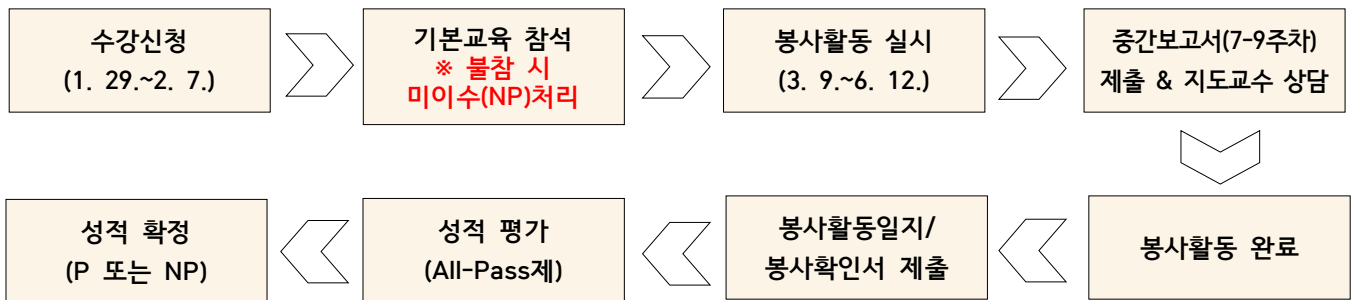 수강신청
(1. 29.~2. 7.)
기본교육 참석
※ 불참 시
미이수(NP)처리
봉사활동 실시
(3. 9.~6. 12.)
중간보고서(7-9주차)
제출 & 지도교수 상담
봉사활동 완료
봉사활동일지/
봉사확인서 제출
성적 평가
(All-Pass제)
성적 확정
(P 또는 NP)